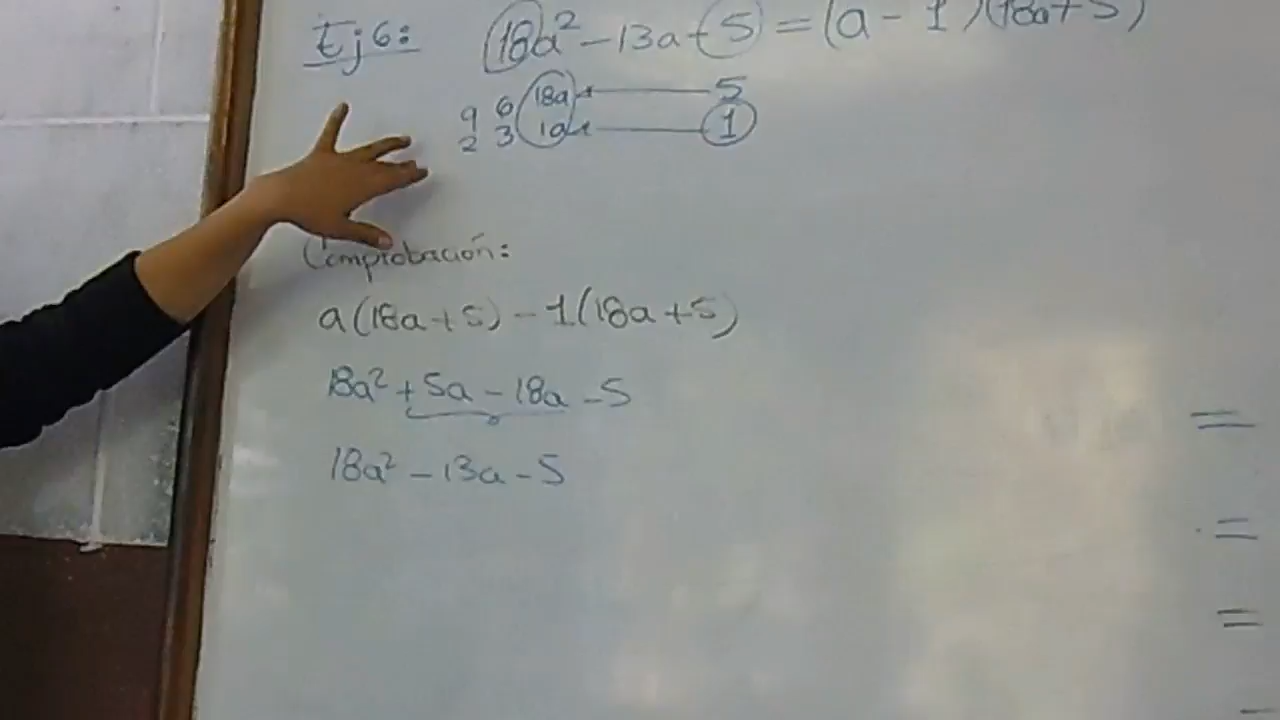 Ej 6: 18a² - 13a - 5 = (a - 1)(18a + 5)
9 6 18a 5
2 3 1a 1
Comprobación:
a(18a + 5) - 1(18a + 5)
18a² + 5a - 18a - 5
18a² - 13a - 5
=
=
=